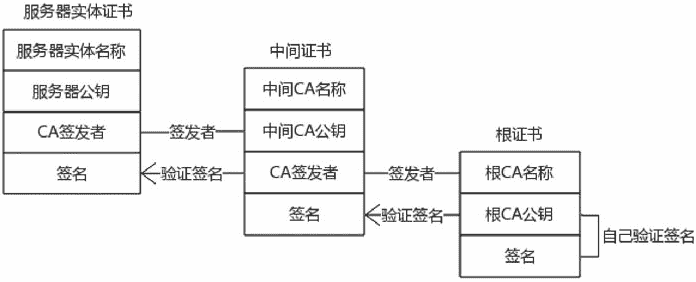 服务器实体证书
服务器实体名称
服务器公钥
CA签发者
签名
签发者
验证签名
中间证书
中间CA名称
中间CA公钥
CA签发者
签名
签发者
验证签名
根证书
根CA名称
根CA公钥
签名
自己验证签名